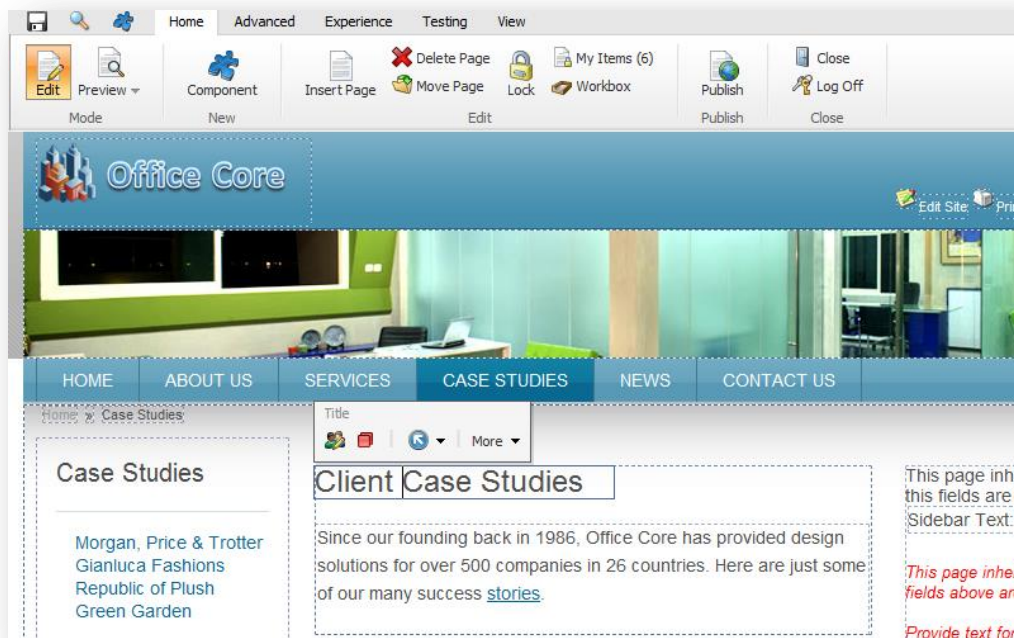 Home Advanced Experience Testing View
Edit Preview Component Insert Page Delete Page Move Page Lock My Items (6) Workbox Publish Close Log Off
Mode New Edit Publish Close
Office Core
Edit Site
HOME ABOUT US SERVICES CASE STUDIES NEWS CONTACT US
Home » Case Studies
Title
More
Case Studies
Morgan, Price & Trotter
Gianluca Fashions
Republic of Plush
Green Garden
Client Case Studies
Since our founding back in 1986, Office Core has provided design
solutions for over 500 companies in 26 countries. Here are just some
of our many success stories.
This page
this fields are
Sidebar Text:
This page
fields above
Provide text for